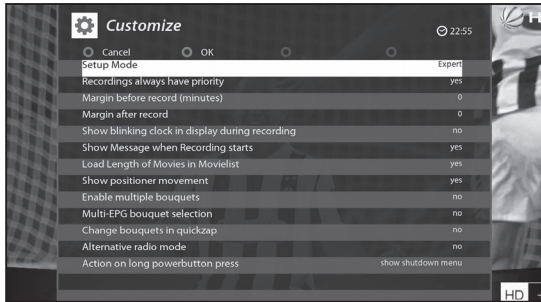 Customize
22:55
Cancel OK
Setup Mode Expert
Recordings always have priority yes
Margin before record (minutes) 0
Margin after record 0
Show blinking clock in display during recording no
Show Message when Recording starts yes
Load Length of Movies in Movielist yes
Show positioner movement yes
Enable multiple bouquets no
Multi-EPG bouquet selection no
Change bouquets in quickzap no
Alternative radio mode no
Action on long powerbutton press show shutdown menu
HD